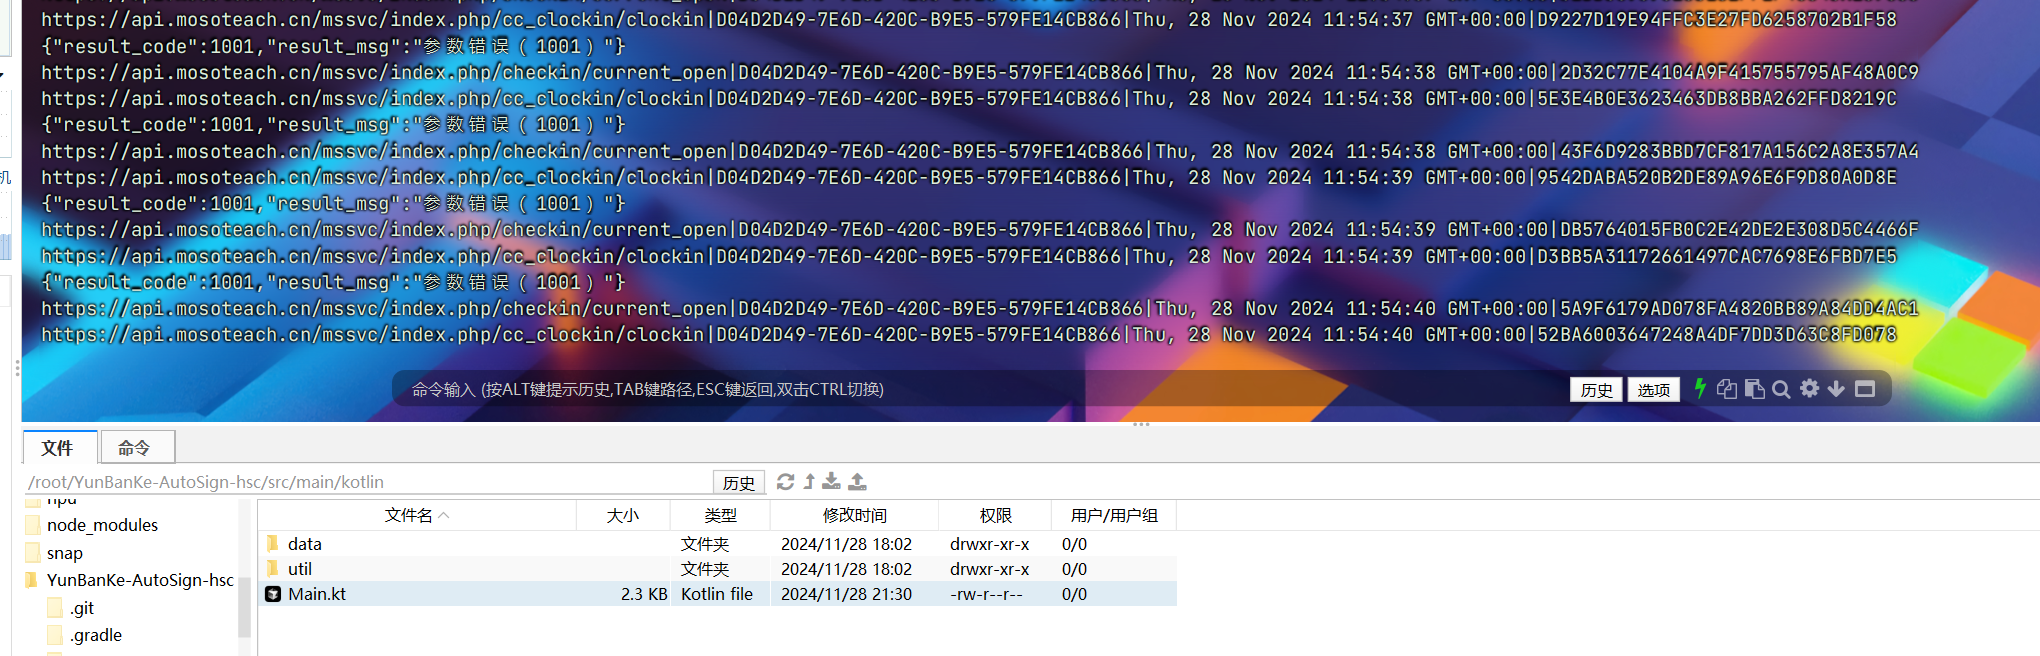 https://api.mosoteach.cn/mssvc/index.php/cc_clockin/clockin|D04D2D49-7E6D-420C-B9E5-579FE14CB866|Thu, 28 Nov 2024 11:54:37 GMT+00:00|D9227D19E94FFC3E27FD6258702B1F58
{"result_code":1001,"result_msg":"参数错误（1001）"}
https://api.mosoteach.cn/mssvc/index.php/checkin/current_open|D04D2D49-7E6D-420C-B9E5-579FE14CB866|Thu, 28 Nov 2024 11:54:38 GMT+00:00|2D32C77E4104A9F415755795AF48A0C9
https://api.mosoteach.cn/mssvc/index.php/cc_clockin/clockin|D04D2D49-7E6D-420C-B9E5-579FE14CB866|Thu, 28 Nov 2024 11:54:38 GMT+00:00|5E3E4B0E3623463DB8BBA262FFD8219C
{"result_code":1001,"result_msg":"参数错误（1001）"}
https://api.mosoteach.cn/mssvc/index.php/checkin/current_open|D04D2D49-7E6D-420C-B9E5-579FE14CB866|Thu, 28 Nov 2024 11:54:38 GMT+00:00|43F6D9283BBD7CF817A156C2A8E357A4
https://api.mosoteach.cn/mssvc/index.php/cc_clockin/clockin|D04D2D49-7E6D-420C-B9E5-579FE14CB866|Thu, 28 Nov 2024 11:54:39 GMT+00:00|9542DABA520B2DE89A96E6F9D80A0D8E
{"result_code":1001,"result_msg":"参数错误（1001）"}
https://api.mosoteach.cn/mssvc/index.php/checkin/current_open|D04D2D49-7E6D-420C-B9E5-579FE14CB866|Thu, 28 Nov 2024 11:54:39 GMT+00:00|DB5764015FB0C2E42DE2E308D5C4466F
https://api.mosoteach.cn/mssvc/index.php/cc_clockin/clockin|D04D2D49-7E6D-420C-B9E5-579FE14CB866|Thu, 28 Nov 2024 11:54:39 GMT+00:00|D3BB5A31172661497CAC7698E6FBD7E5
{"result_code":1001,"result_msg":"参数错误（1001）"}
https://api.mosoteach.cn/mssvc/index.php/checkin/current_open|D04D2D49-7E6D-420C-B9E5-579FE14CB866|Thu, 28 Nov 2024 11:54:40 GMT+00:00|5A9F6179AD078FA4820BB89A84DD4AC1
https://api.mosoteach.cn/mssvc/index.php/cc_clockin/clockin|D04D2D49-7E6D-420C-B9E5-579FE14CB866|Thu, 28 Nov 2024 11:54:40 GMT+00:00|52BA6003647248A4DF7DD3D63C8FD078
机
命令输入 (按ALT键提示历史,TAB键路径,ESC键返回,双击CTRL切换) 历史 选项
文件 命令
/root/YunBanKe-AutoSign-hsc/src/main/kotlin 历史
node_modules
snap
YunBanKe-AutoSign-hsc
.git
.gradle
文件名 大小 类型 修改时间 权限 用户/用户组
data 文件夹 2024/11/28 18:02 drwxr-xr-x 0/0
util 文件夹 2024/11/28 18:02 drwxr-xr-x 0/0
Main.kt 2.3 KB Kotlin file 2024/11/28 21:30 -rw-r--r-- 0/0